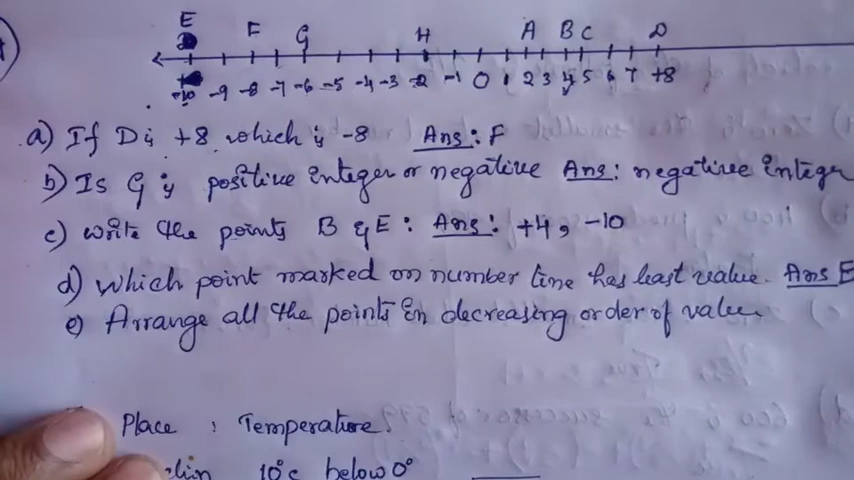 E F G H A B C D
-10 -9 -8 -7 -6 -5 -4 -3 -2 -1 0 1 2 3 4 5 6 7 +8
a) If D is +8 which is -8 Ans: F
b) Is G is positive integer or negative Ans: negative integer
c) write the points B & E: Ans: +4, -10
d) which point marked on number line has least value. Ans E
e) Arrange all the points in decreasing order of value
Place : Temperature.
10°c below 0°